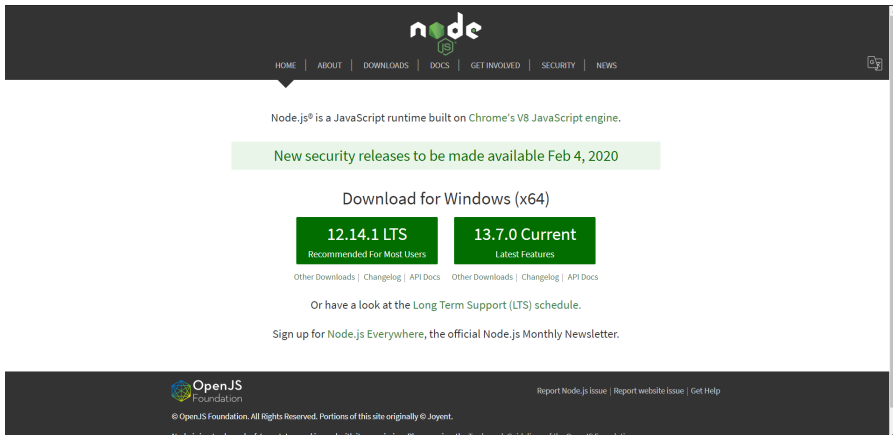 node
JS
HOME | ABOUT | DOWNLOADS | DOCS | GET INVOLVED | SECURITY | NEWS
Node.js® is a JavaScript runtime built on Chrome's V8 JavaScript engine.
New security releases to be made available Feb 4, 2020
Download for Windows (x64)
12.14.1 LTS
Recommended For Most Users
13.7.0 Current
Latest Features
Other Downloads | Changelog | API Docs
Other Downloads | Changelog | API Docs
Or have a look at the Long Term Support (LTS) schedule.
Sign up for Node.js Everywhere, the official Node.js Monthly Newsletter.
OpenJS
Foundation
Report Node.js issue | Report website issue | Get Help
© OpenJS Foundation. All Rights Reserved. Portions of this site originally © Joyent.